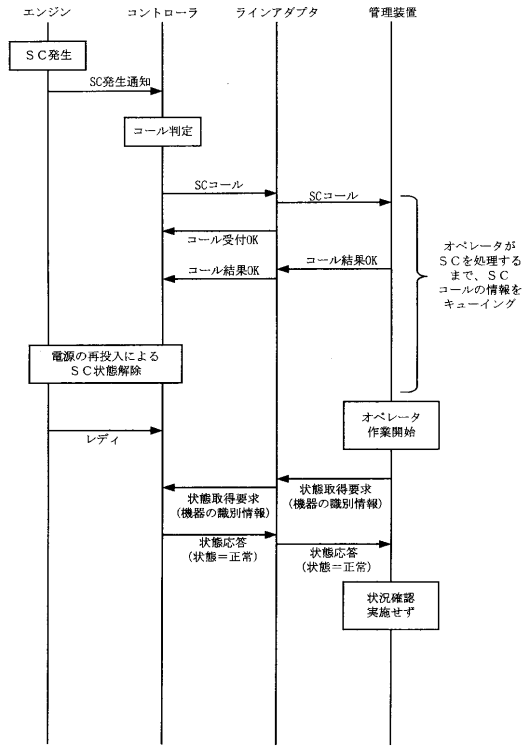 エンジン
コントローラ
ラインアダプタ
管理装置
SC発生
SC発生通知
コール判定
SCコール
SCコール
コール受付OK
コール結果OK
コール結果OK
オペレータが
SCを処理する
まで、SC
コールの情報を
キューイング
電源の再投入による
SC状態解除
オペレータ
作業開始
レディ
状態取得要求
(機器の識別情報)
状態取得要求
(機器の識別情報)
状態応答
(状態=正常)
状態応答
(状態=正常)
状況確認
実施せず